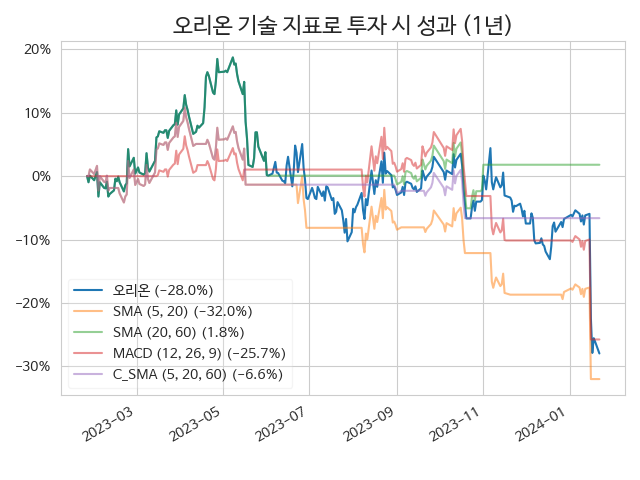 오리온 기술 지표로 투자 시 성과 (1년)
20%
10%
0%
−10%
−20%
−30%
오리온 (−28.0%)
SMA (5, 20) (−32.0%)
SMA (20, 60) (1.8%)
MACD (12, 26, 9) (−25.7%)
C_SMA (5, 20, 60) (−6.6%)
2023−03
2023−05
2023−07
2023−09
2023−11
2024−01